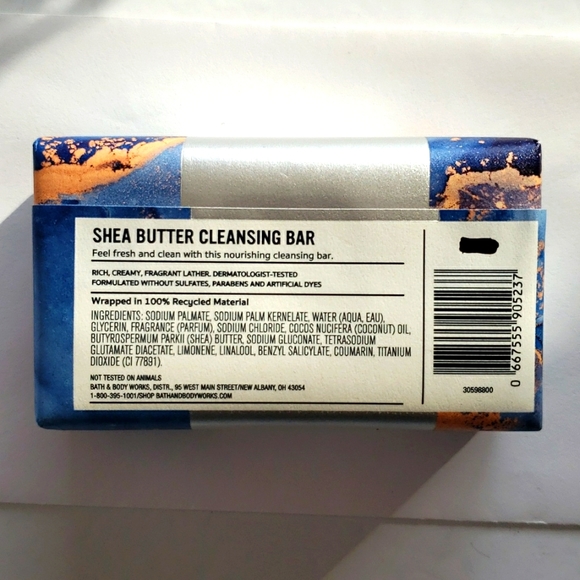 SHEA BUTTER CLEANSING BAR
Feel fresh and clean with this nourishing cleansing bar.
RICH, CREAMY, FRAGRANT LATHER. DERMATOLOGIST-TESTED
FORMULATED WITHOUT SULFATES, PARABENS AND ARTIFICIAL DYES
Wrapped in 100% Recycled Material
INGREDIENTS: SODIUM PALMATE, SODIUM PALM KERNELATE, WATER (AQUA, EAU),
GLYCERIN, FRAGRANCE (PARFUM), SODIUM CHLORIDE, COCOS NUCIFERA (COCONUT) OIL,
BUTYROSPERMUM PARKII (SHEA) BUTTER, SODIUM GLUCONATE, TETRASODIUM
GLUTAMATE DIACETATE, LIMONENE, LINALOOL, BENZYL SALICYLATE, COUMARIN, TITANIUM
DIOXIDE (CI 77891).
NOT TESTED ON ANIMALS
BATH & BODY WORKS, DISTR., 95 WEST MAIN STREET/NEW ALBANY, OH 43054
1-800-395-1001/SHOP BATHANDBODYWORKS.COM
0 667555 905237
30598800